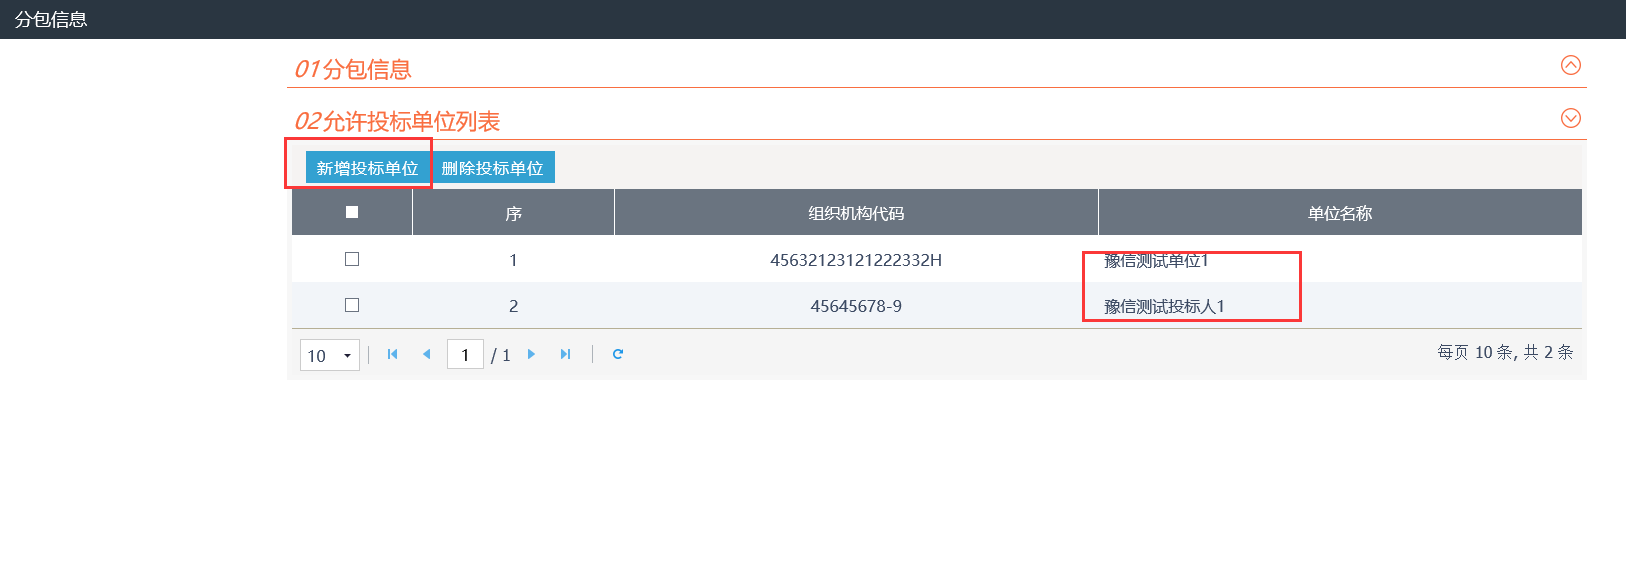 分包信息
01分包信息
02允许投标单位列表
新增投标单位 删除投标单位
序 组织机构代码 单位名称
1 45632123121222332H 豫信测试单位1
2 45645678-9 豫信测试投标人1
10 1 / 1 每页 10 条, 共 2 条